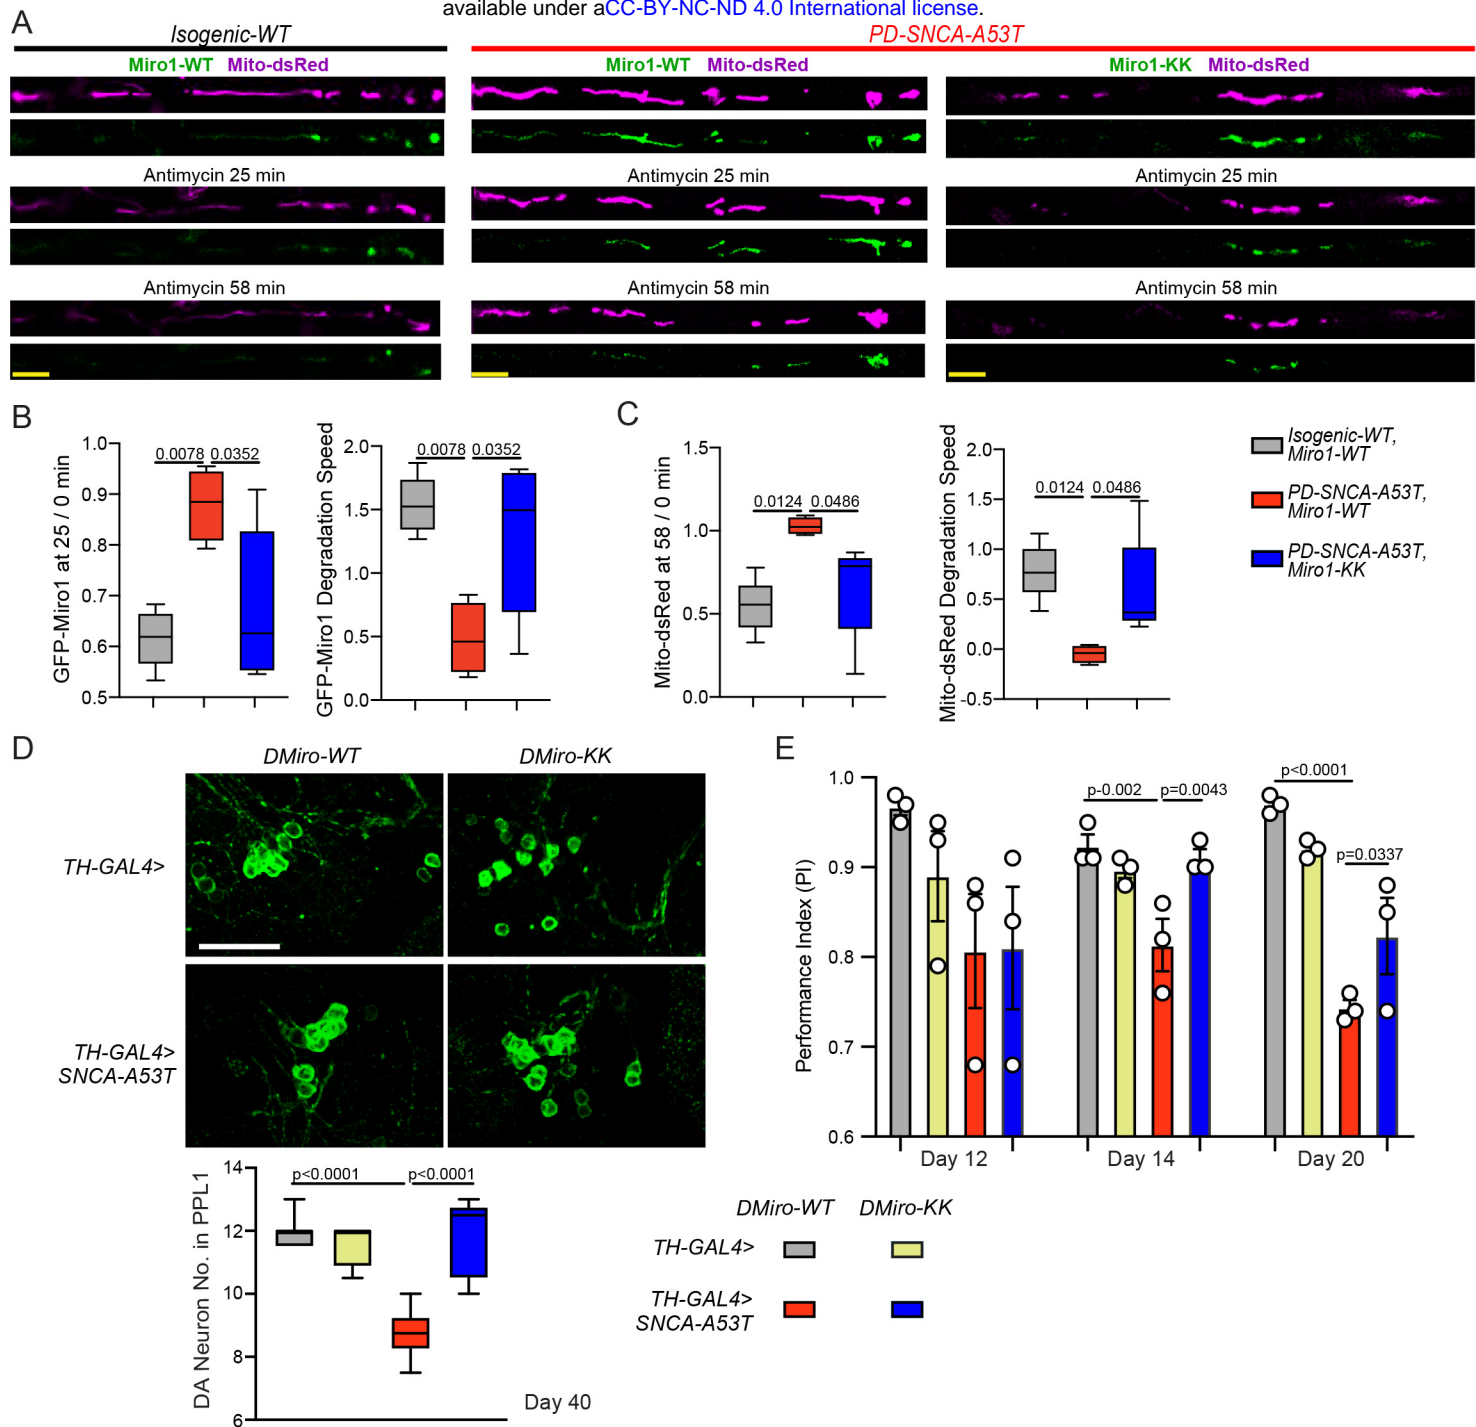 available under aCC-BY-NC-ND 4.0 International license.
A
Isogenic-WT
PD-SNCA-A53T
Miro1-WT Mito-dsRed
Miro1-WT Mito-dsRed
Miro1-KK Mito-dsRed
Antimycin 25 min
Antimycin 25 min
Antimycin 25 min
Antimycin 58 min
Antimycin 58 min
Antimycin 58 min
B
GFP-Miro1 at 25 / 0 min
1.0
0.9
0.8
0.7
0.6
0.5
0.0078 0.0352
GFP-Miro1 Degradation Speed
2.0
1.5
1.0
0.5
0.0
0.0078 0.0352
C
Mito-dsRed at 58 / 0 min
1.5
1.0
0.5
0.0
0.0124 0.0486
Mito-dsRed Degradation Speed
2.0
1.5
1.0
0.5
0.0
-0.5
0.0124 0.0486
Isogenic-WT,
Miro1-WT
PD-SNCA-A53T,
Miro1-WT
PD-SNCA-A53T,
Miro1-KK
D
DMiro-WT
DMiro-KK
TH-GAL4>
TH-GAL4>
SNCA-A53T
DA Neuron No. in PPL1
14
12
10
8
6
p<0.0001
p<0.0001
Day 40
E
Performance Index (PI)
1.0
0.9
0.8
0.7
0.6
p-0.002
p=0.0043
p<0.0001
p=0.0337
Day 12
Day 14
Day 20
DMiro-WT DMiro-KK
TH-GAL4>
TH-GAL4>
SNCA-A53T